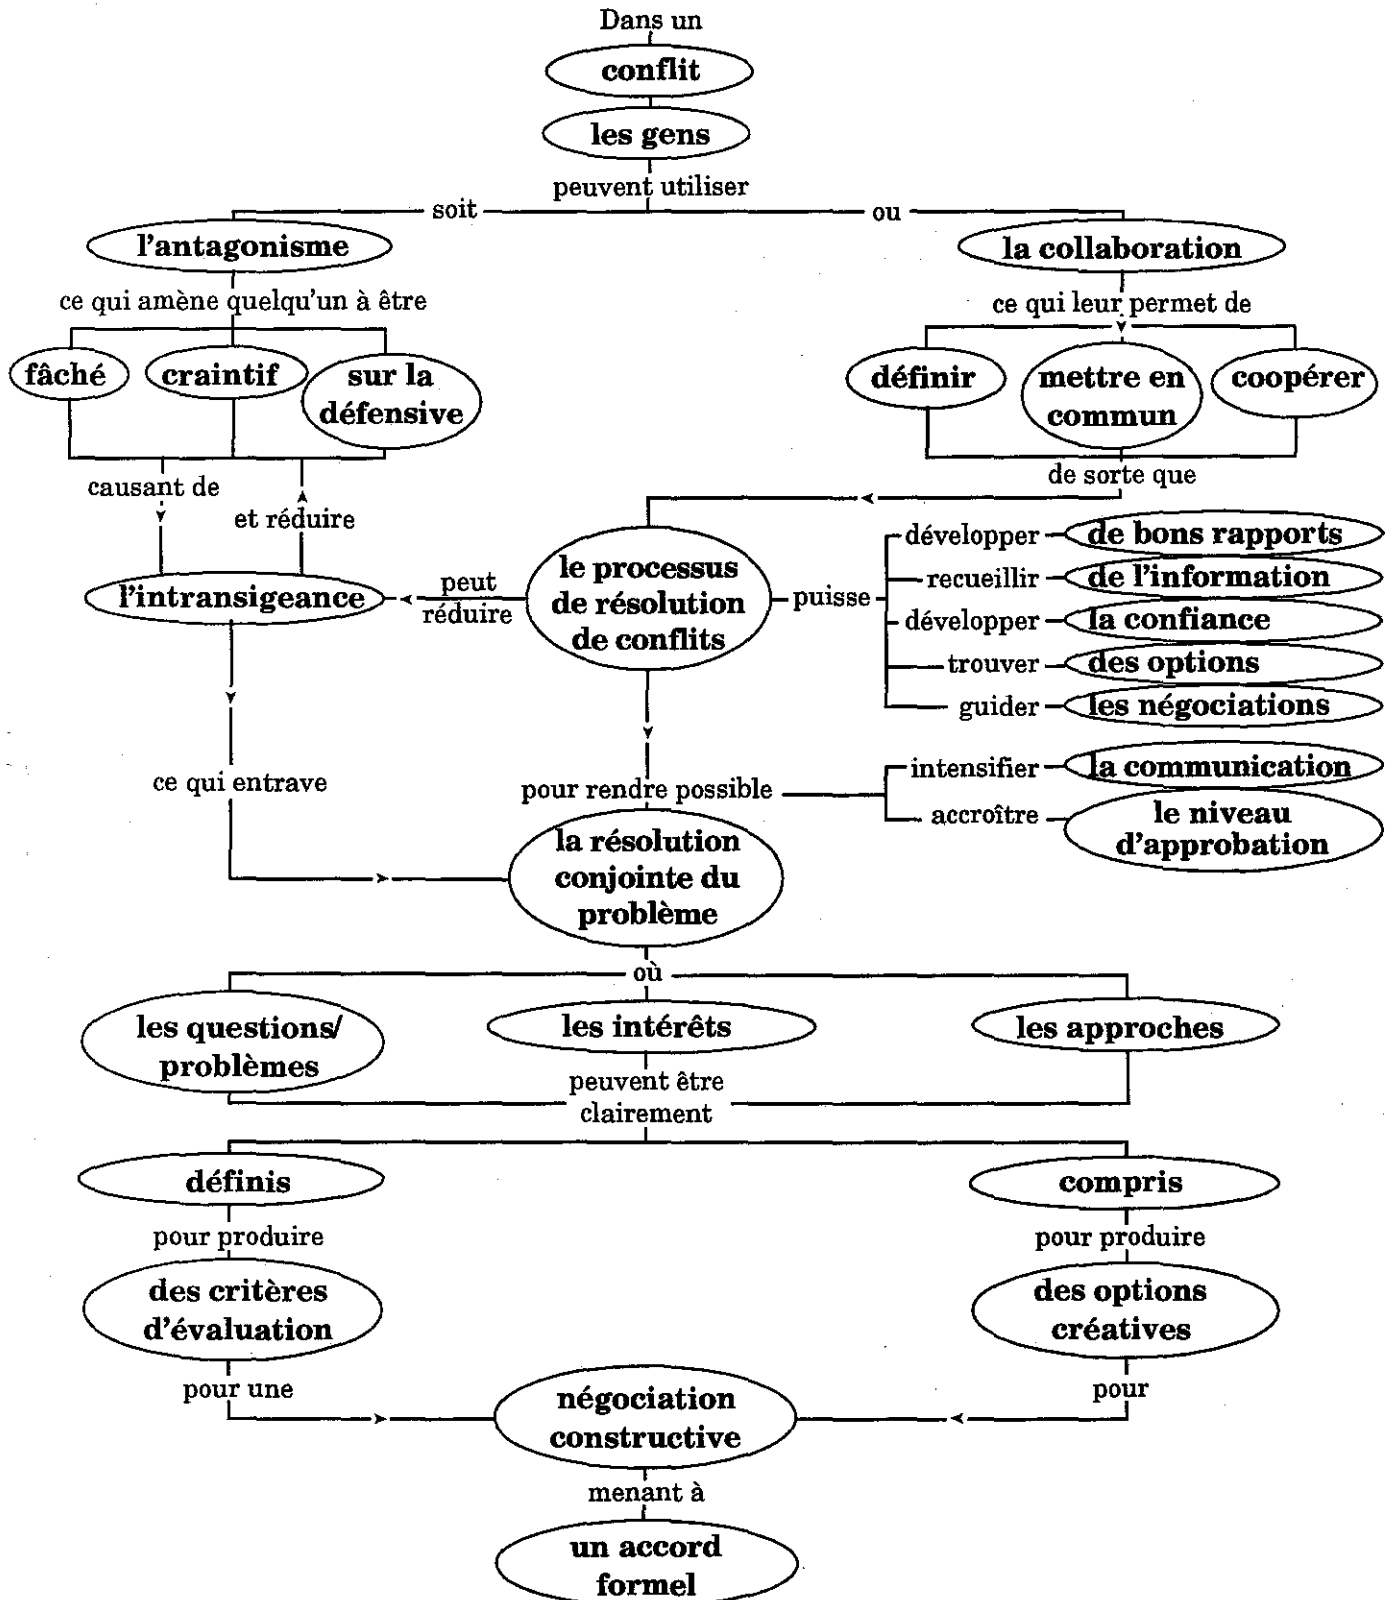 Dans un
conflit
les gens
peuvent utiliser
soit
ou
l'antagonisme
la collaboration
ce qui amène quelqu'un à être
ce qui leur permet de
fâché
craintif
sur la
défensive
définir
mettre en
commun
coopérer
causant de
et réduire
de sorte que
l'intransigeance
peut
réduire
le processus
de résolution
de conflits
puisse
développer
de bons rapports
recueillir
de l'information
développer
la confiance
trouver
des options
guider
les négociations
ce qui entrave
pour rendre possible
intensifier
la communication
accroître
le niveau
d'approbation
la résolution
conjointe du
problème
où
les questions/
problèmes
les intérêts
les approches
peuvent être
clairement
définis
compris
pour produire
pour produire
des critères
d'évaluation
des options
créatives
pour une
pour
négociation
constructive
menant à
un accord
formel